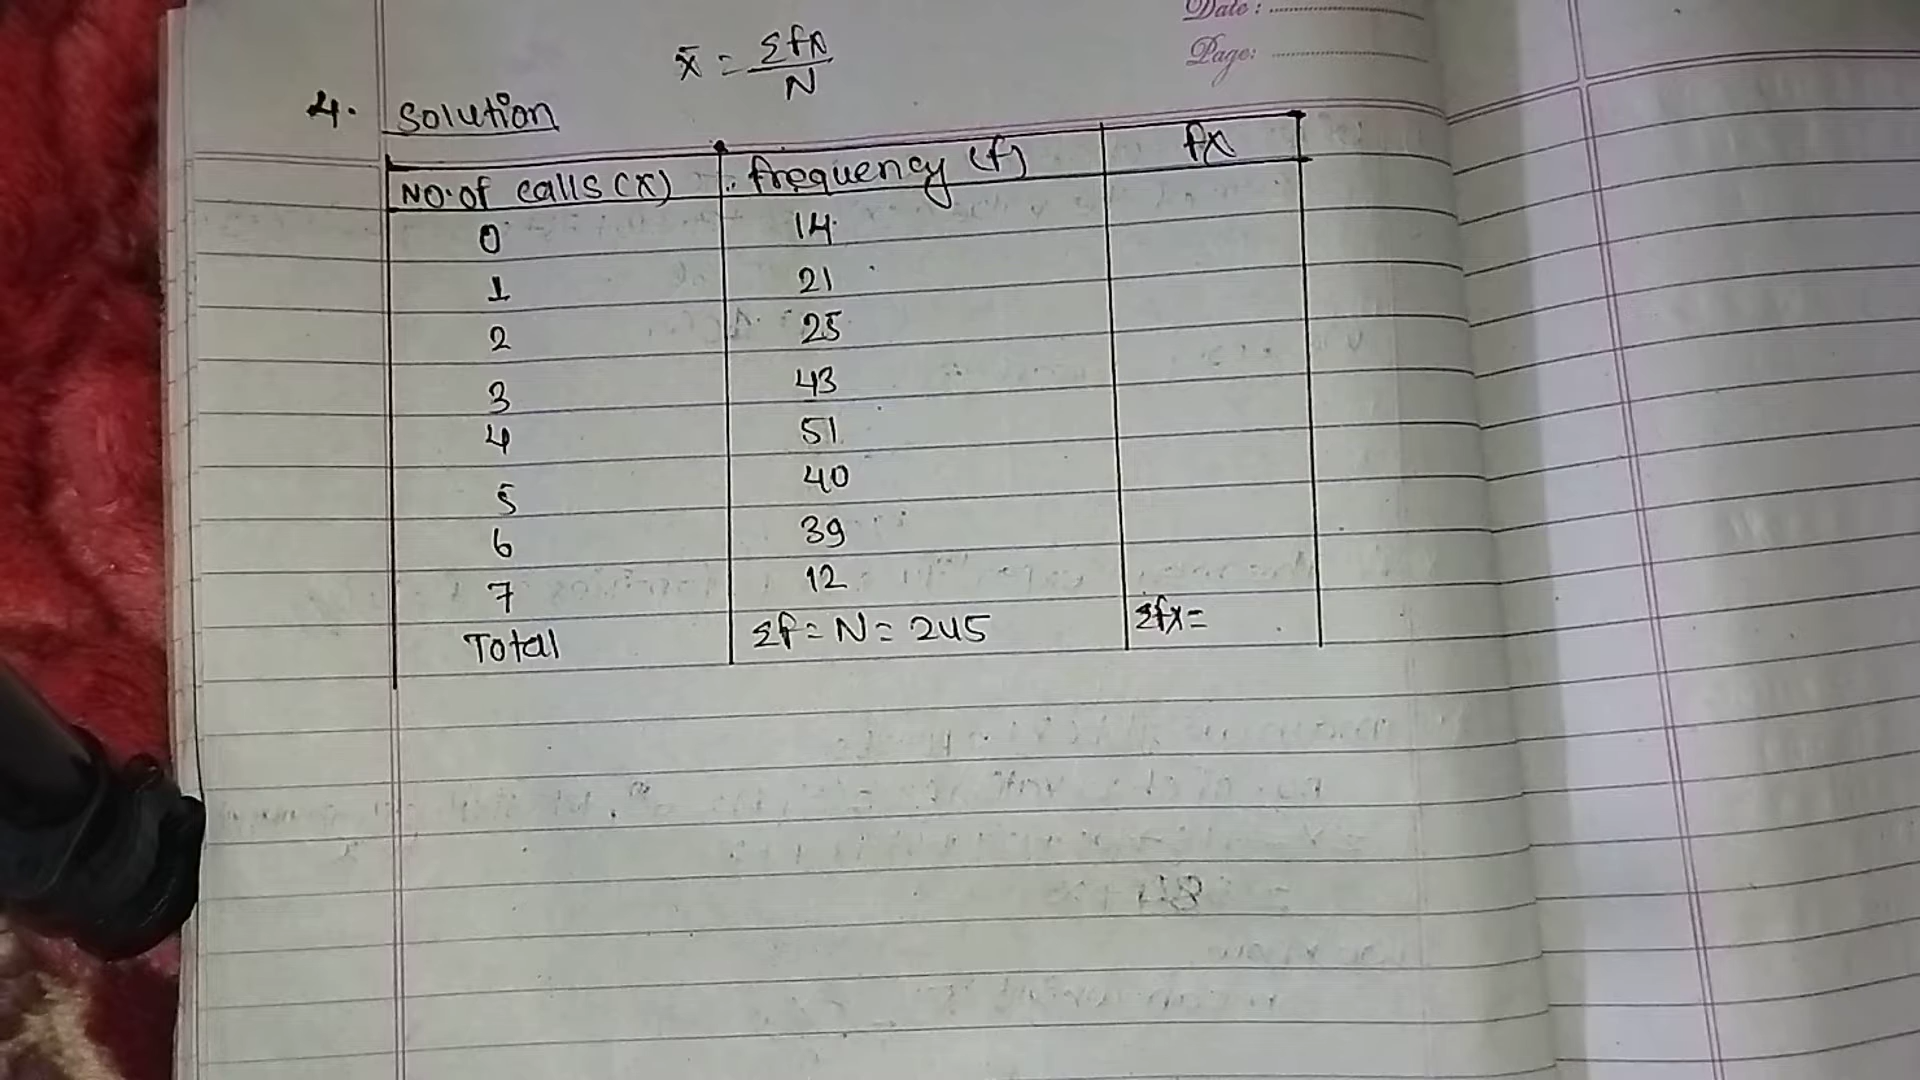 Date: ....................
Page: ....................
x̄ = Σfx/N
4. Solution
No. of calls (x) frequency (f) fx
0 14
1 21
2 25
3 43
4 51
5 40
6 39
7 12
Total Σf = N = 245 Σfx =